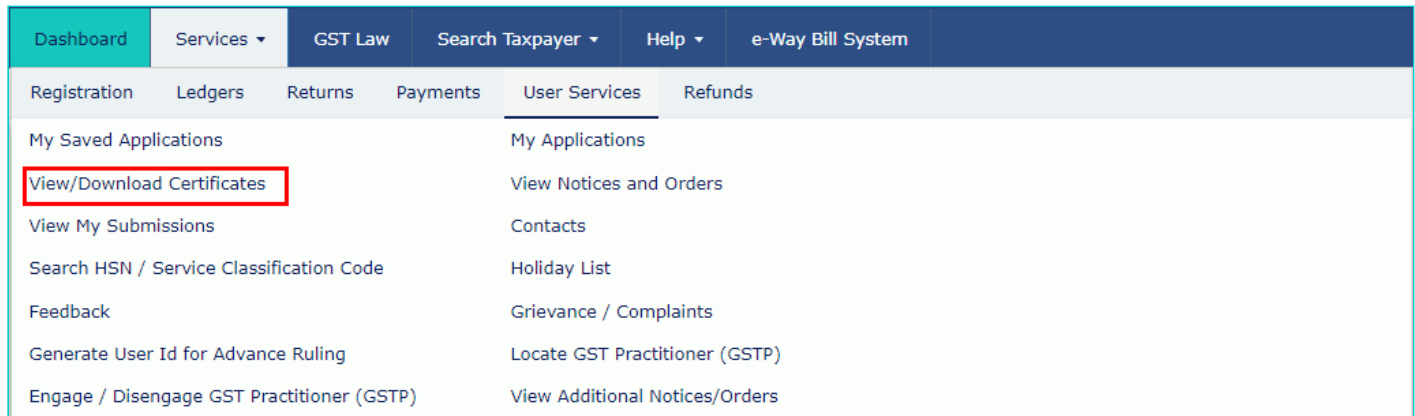 Dashboard Services GST Law Search Taxpayer Help e-Way Bill System
Registration Ledgers Returns Payments User Services Refunds
My Saved Applications My Applications
View/Download Certificates View Notices and Orders
View My Submissions Contacts
Search HSN / Service Classification Code Holiday List
Feedback Grievance / Complaints
Generate User Id for Advance Ruling Locate GST Practitioner (GSTP)
Engage / Disengage GST Practitioner (GSTP) View Additional Notices/Orders